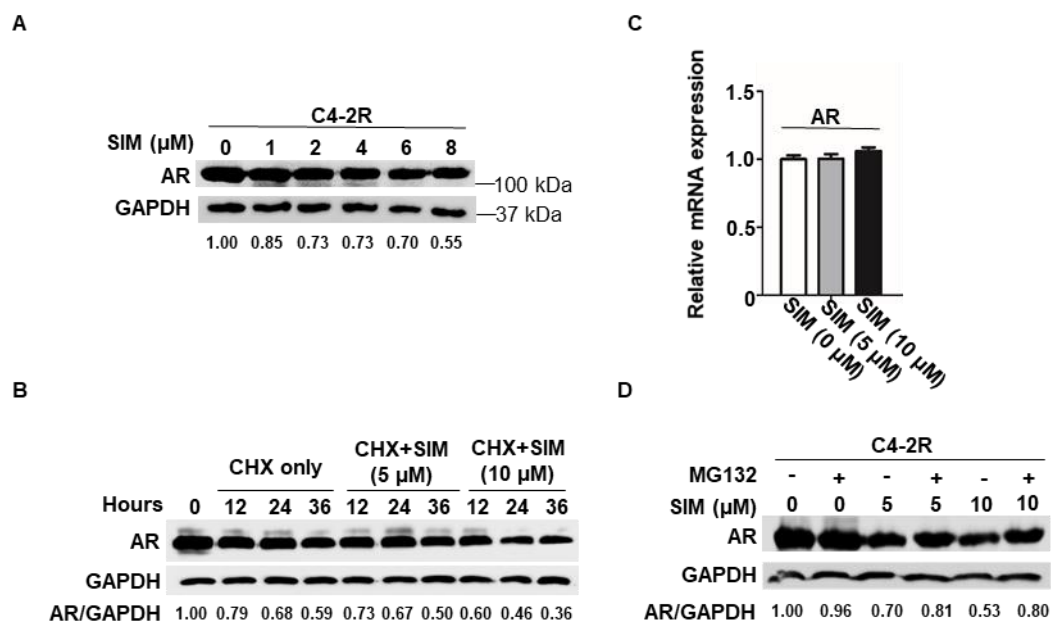 A
C4-2R
SIM (µM) 0 1 2 4 6 8
AR
100 kDa
GAPDH
37 kDa
1.00 0.85 0.73 0.73 0.70 0.55
C
Relative mRNA expression
1.5
1.0
0.5
0
AR
SIM (0 µM)
SIM (5 µM)
SIM (10 µM)
B
CHX only
CHX+SIM
(5 µM)
CHX+SIM
(10 µM)
Hours 0 12 24 36 12 24 36 12 24 36
AR
GAPDH
AR/GAPDH 1.00 0.79 0.68 0.59 0.73 0.67 0.50 0.60 0.46 0.36
D
C4-2R
MG132 - + - + - +
SIM (µM) 0 0 5 5 10 10
AR
GAPDH
AR/GAPDH 1.00 0.96 0.70 0.81 0.53 0.80